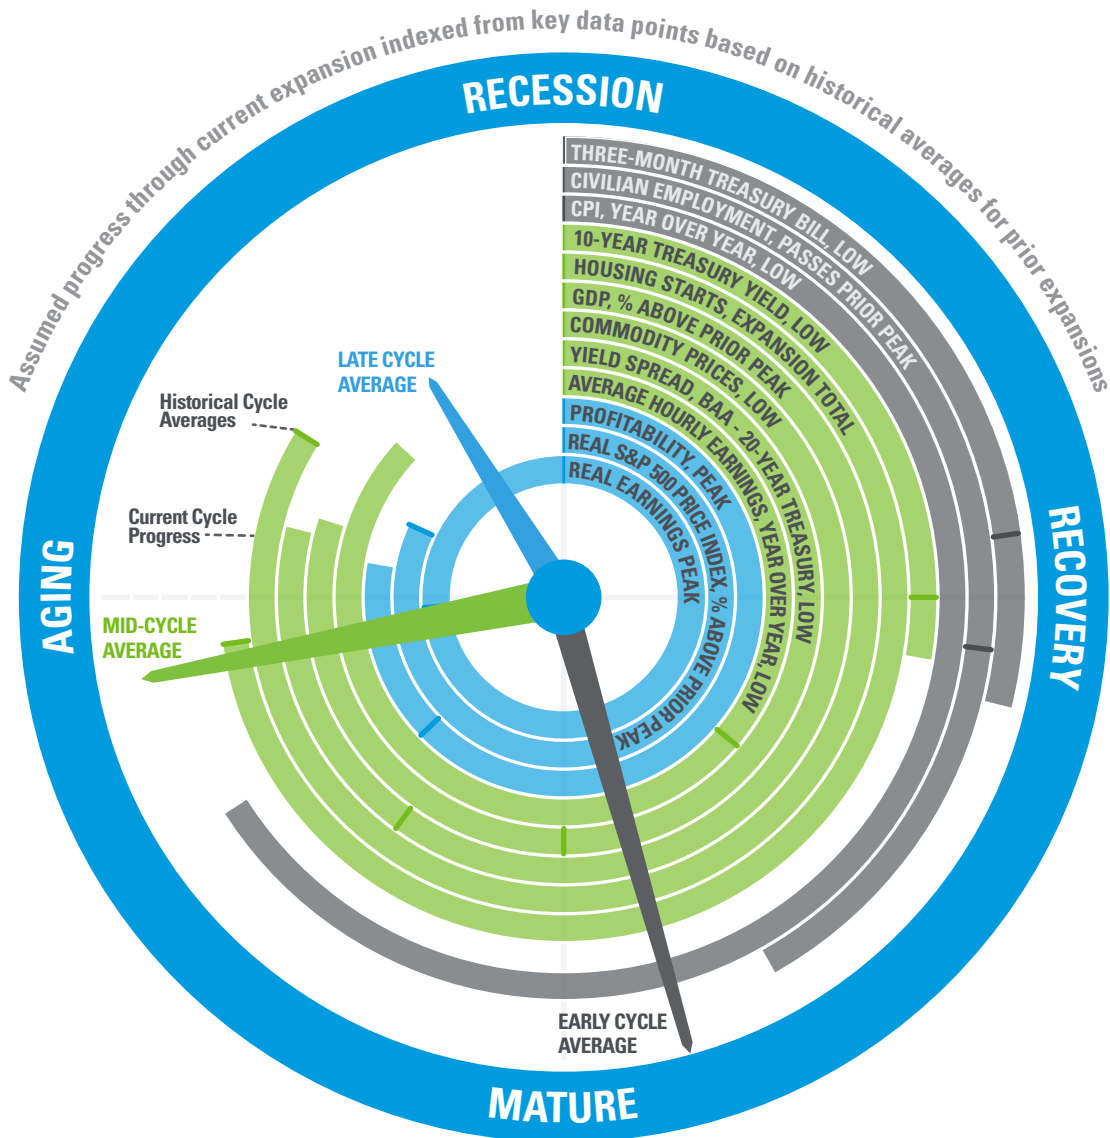 Assumed progress through current expansion indexed from key data points based on historical averages for prior expansions
RECESSION
THREE-MONTH TREASURY BILL, LOW
CIVILIAN EMPLOYMENT, PASSES PRIOR PEAK
CPI, YEAR OVER YEAR, LOW
10-YEAR TREASURY YIELD, LOW
HOUSING STARTS, EXPANSION TOTAL
GDP, % ABOVE PRIOR PEAK
COMMODITY PRICES, LOW
YIELD SPREAD, BAA - 20-YEAR TREASURY, LOW
AVERAGE HOURLY EARNINGS, YEAR OVER YEAR, LOW
PROFITABILITY, PEAK
REAL S&P 500 PRICE INDEX, % ABOVE PRIOR PEAK
REAL EARNINGS PEAK
LATE CYCLE
AVERAGE
Historical Cycle
Averages
Current Cycle
Progress
RECOVERY
AGING
MID-CYCLE
AVERAGE
EARLY CYCLE
AVERAGE
MATURE